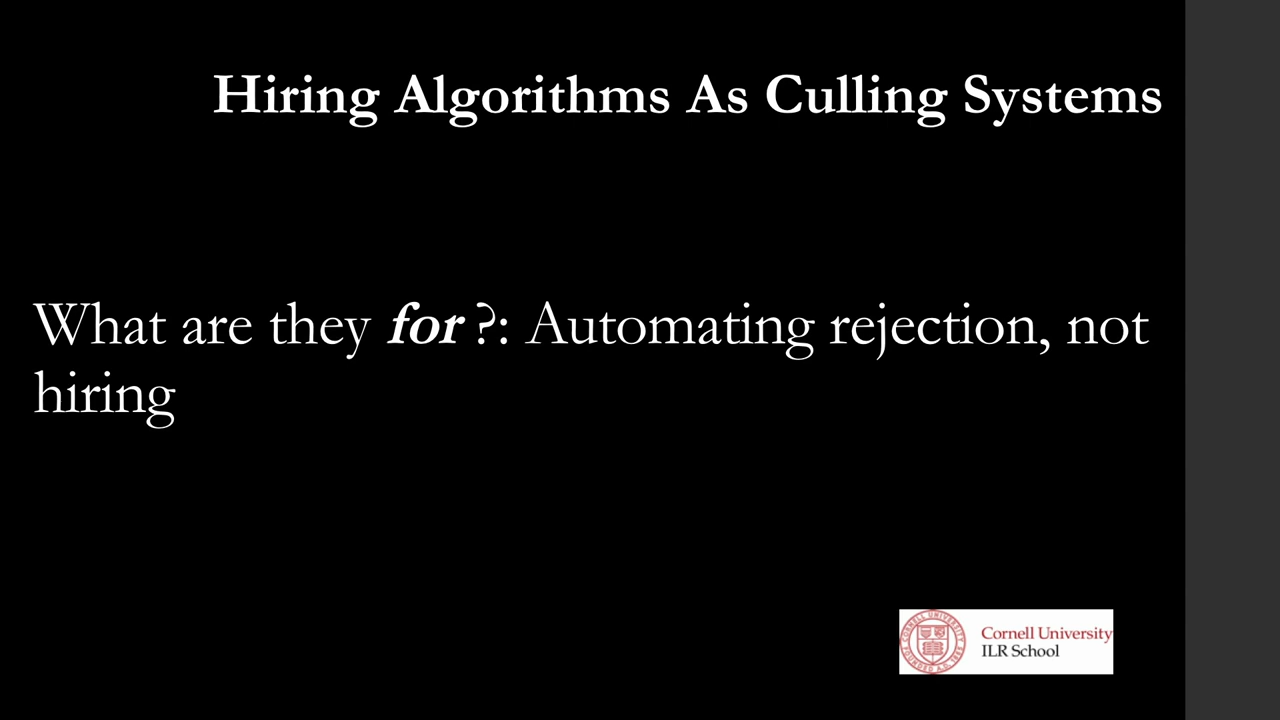 Hiring Algorithms As Culling Systems
What are they for ?: Automating rejection, not
hiring
Cornell University
ILR School